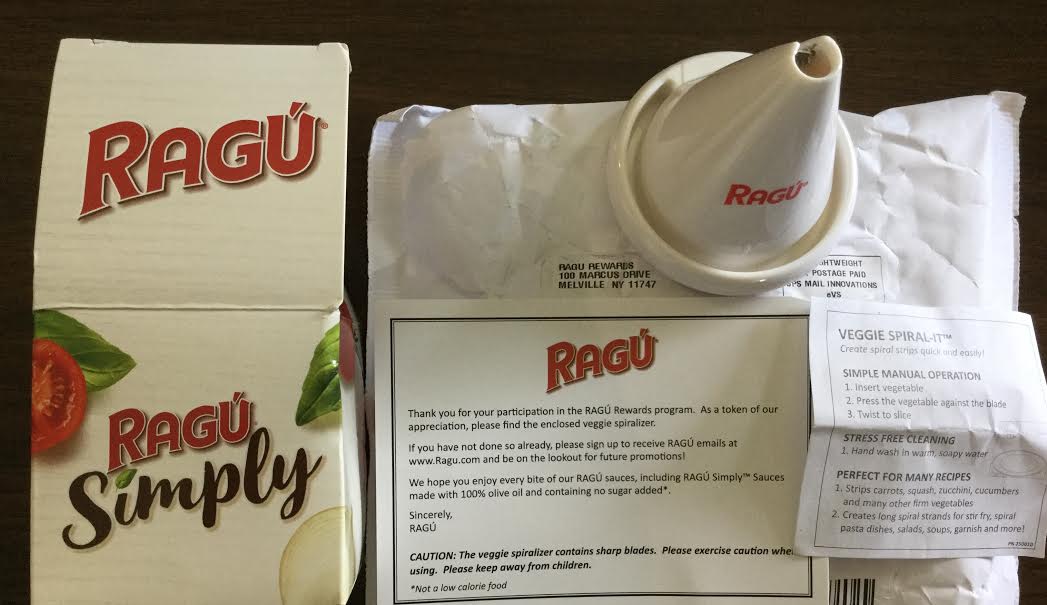 RAGÚ®
RAGÚ
Simply
RAGÚ
RAGU REWARDS
100 MARCUS DRIVE
MELVILLE NY 11747
POSTAGE PAID
MAIL INNOVATIONS
eVS
RAGÚ
Thank you for your participation in the RAGÚ Rewards program. As a token of our
appreciation, please find the enclosed veggie spiralizer.
If you have not done so already, please sign up to receive RAGÚ emails at
www.Ragu.com and be on the lookout for future promotions!
We hope you enjoy every bite of our RAGÚ sauces, including RAGÚ Simply™ Sauces
made with 100% olive oil and containing no sugar added*.
Sincerely,
RAGÚ
CAUTION: The veggie spiralizer contains sharp blades. Please exercise caution
using. Please keep away from children.
*Not a low calorie food
VEGGIE SPIRAL-IT™
Create spiral strips quick and easily!
SIMPLE MANUAL OPERATION
1. Insert vegetable
2. Press the vegetable against the blade
3. Twist to slice
STRESS FREE CLEANING
1. Hand wash in warm, soapy water
PERFECT FOR MANY RECIPES
1. Strips carrots, squash, zucchini, cucumbers
and many other firm vegetables
2. Creates long spiral strands for stir fry, spiral
pasta dishes, salads, soups, garnish and more!